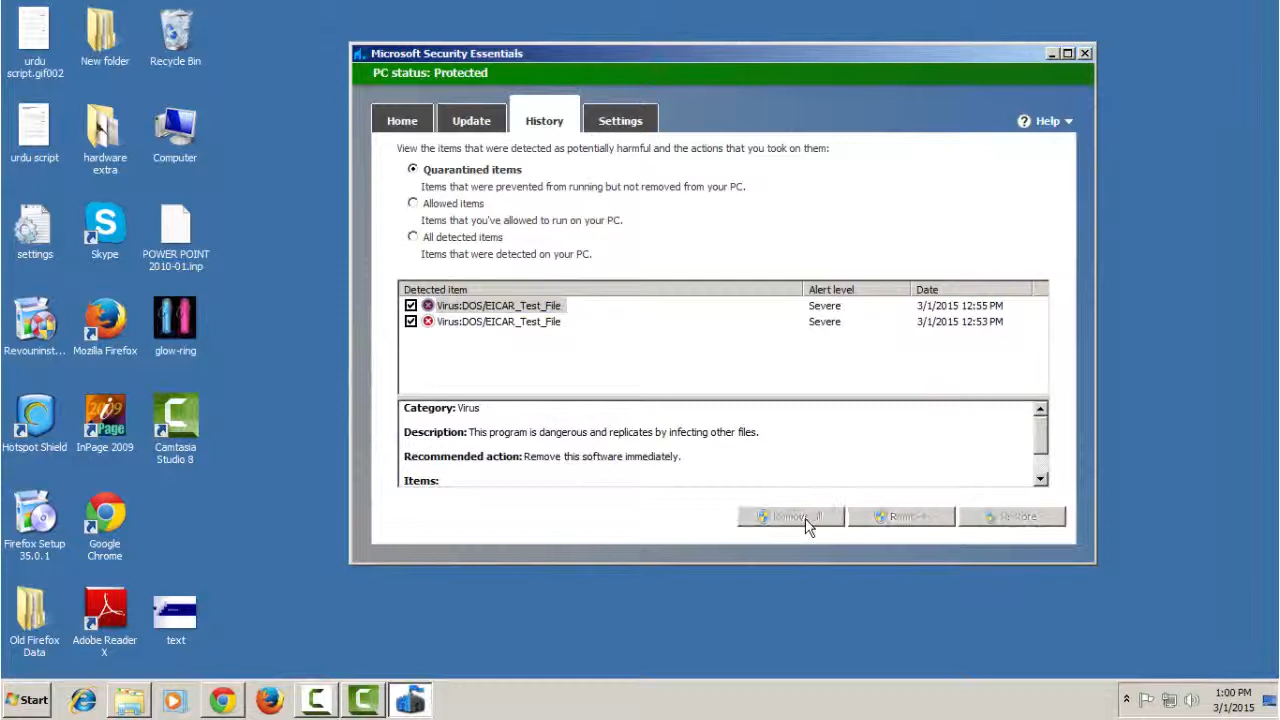 urdu
script.gif002
New folder
Recycle Bin
urdu script
hardware
extra
Computer
settings
Skype
POWER POINT
2010-01.inp
Revouninst...
Mozilla Firefox
glow-ring
Hotspot Shield
2009
Page
InPage 2009
Camtasia
Studio 8
Firefox Setup
35.0.1
Google
Chrome
Old Firefox
Data
Adobe Reader
X
text
Microsoft Security Essentials
PC status: Protected
Home
Update
History
Settings
Help
View the items that were detected as potentially harmful and the actions that you took on them:
Quarantined items
Items that were prevented from running but not removed from your PC.
Allowed items
Items that you've allowed to run on your PC.
All detected items
Items that were detected on your PC.
Detected item Alert level Date
Virus:DOS/EICAR_Test_File Severe 3/1/2015 12:55 PM
Virus:DOS/EICAR_Test_File Severe 3/1/2015 12:53 PM
Category: Virus
Description: This program is dangerous and replicates by infecting other files.
Recommended action: Remove this software immediately.
Items:
Remove all
Remove
Restore
Start
1:00 PM
3/1/2015